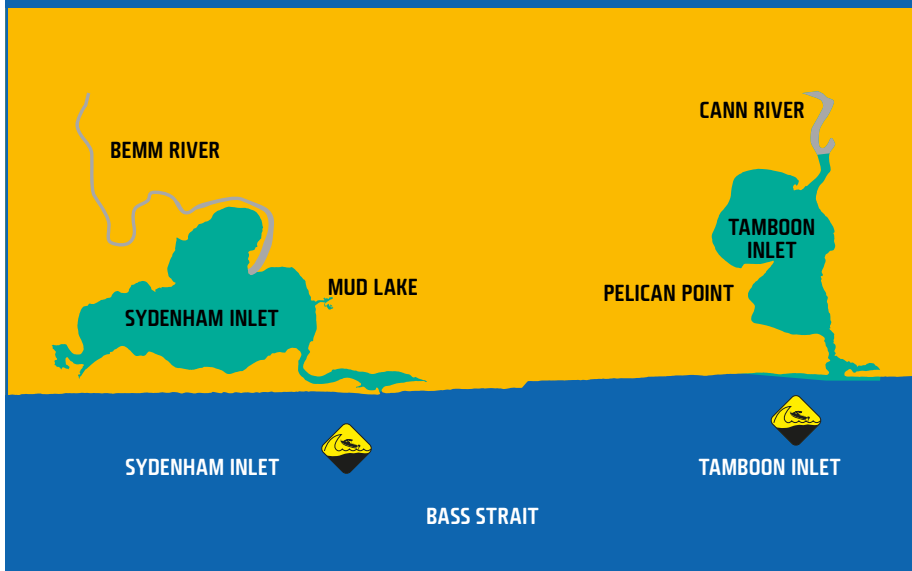 CANN RIVER
BEMM RIVER
TAMBOON
INLET
MUD LAKE
PELICAN POINT
SYDENHAM INLET
SYDENHAM INLET
TAMBOON INLET
BASS STRAIT